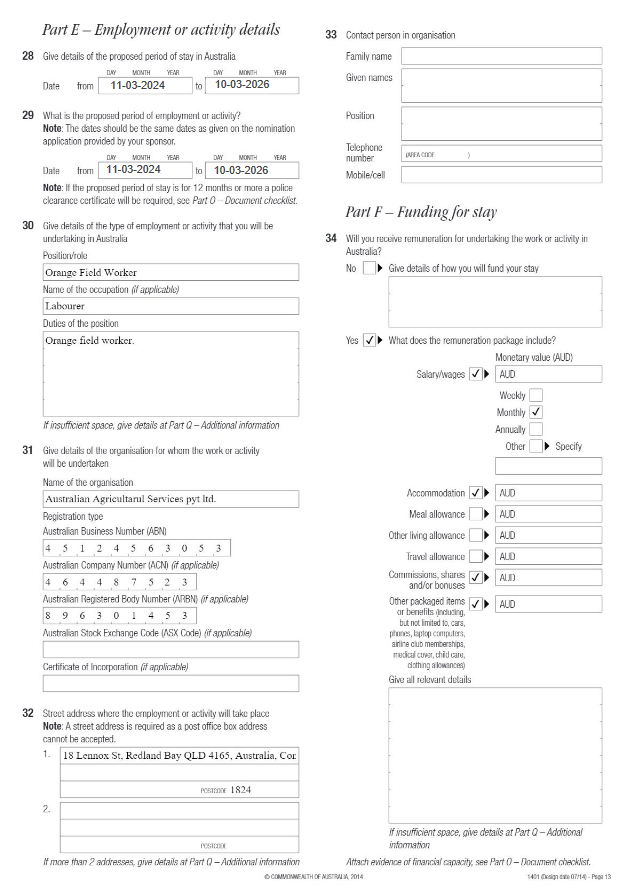 Part E – Employment or activity details
28 Give details of the proposed period of stay in Australia
DAY MONTH YEAR DAY MONTH YEAR
Date from 11-03-2024 to 10-03-2026
29 What is the proposed period of employment or activity?
Note: The dates should be the same dates as given on the nomination
application provided by your sponsor.
DAY MONTH YEAR DAY MONTH YEAR
Date from 11-03-2024 to 10-03-2026
Note: If the proposed period of stay is for 12 months or more a police
clearance certificate will be required, see Part O – Document checklist.
30 Give details of the type of employment or activity that you will be
undertaking in Australia
Position/role
Orange Field Worker
Name of the occupation (if applicable)
Labourer
Duties of the position
Orange field worker.
If insufficient space, give details at Part Q – Additional information
31 Give details of the organisation for whom the work or activity
will be undertaken
Name of the organisation
Australian Agricultarul Services pyt ltd.
Registration type
Australian Business Number (ABN)
4 5 1 2 4 5 6 3 0 5 3
Australian Company Number (ACN) (if applicable)
4 6 4 4 8 7 5 2 3
Australian Registered Body Number (ARBN) (if applicable)
8 9 6 3 0 1 4 5 3
Australian Stock Exchange Code (ASX Code) (if applicable)
Certificate of Incorporation (if applicable)
32 Street address where the employment or activity will take place
Note: A street address is required as a post office box address
cannot be accepted.
1. 18 Lennox St, Redland Bay QLD 4165, Australia, Cor
POSTCODE 1824
2.
POSTCODE
If more than 2 addresses, give details at Part Q – Additional information
33 Contact person in organisation
Family name
Given names
Position
Telephone
number (AREA CODE )
Mobile/cell
Part F – Funding for stay
34 Will you receive remuneration for undertaking the work or activity in
Australia?
No Give details of how you will fund your stay
Yes ✓ What does the remuneration package include?
Monetary value (AUD)
Salary/wages ✓ AUD
Weekly
Monthly ✓
Annually
Other Specify
Accommodation ✓ AUD
Meal allowance AUD
Other living allowance AUD
Travel allowance AUD
Commissions, shares ✓ AUD
and/or bonuses
Other packaged items ✓ AUD
or benefits (including,
but not limited to, cars,
phones, laptop computers,
airline club memberships,
medical cover, child care,
clothing allowances)
Give all relevant details
If insufficient space, give details at Part Q – Additional
information
Attach evidence of financial capacity, see Part O – Document checklist.
© COMMONWEALTH OF AUSTRALIA, 2014 1401 (Design date 07/14) - Page 13